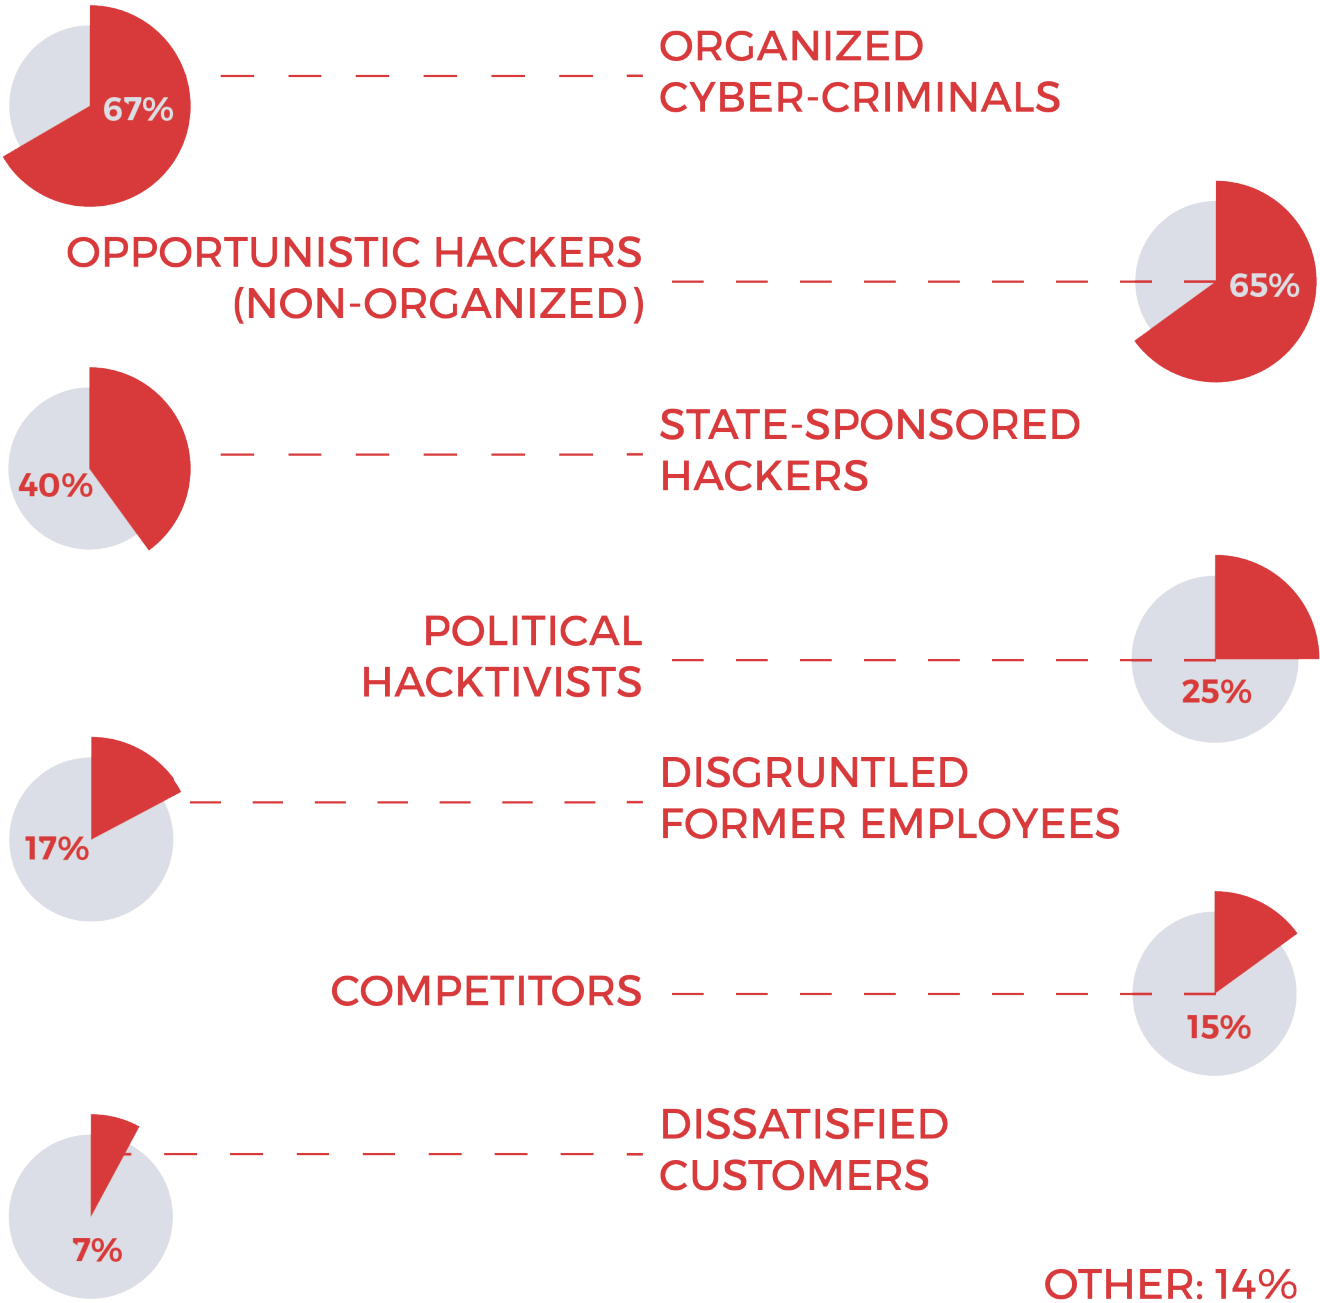 67%
ORGANIZED
CYBER-CRIMINALS
OPPORTUNISTIC HACKERS
(NON-ORGANIZED)
65%
40%
STATE-SPONSORED
HACKERS
POLITICAL
HACKTIVISTS
25%
17%
DISGRUNTLED
FORMER EMPLOYEES
COMPETITORS
15%
7%
DISSATISFIED
CUSTOMERS
OTHER: 14%